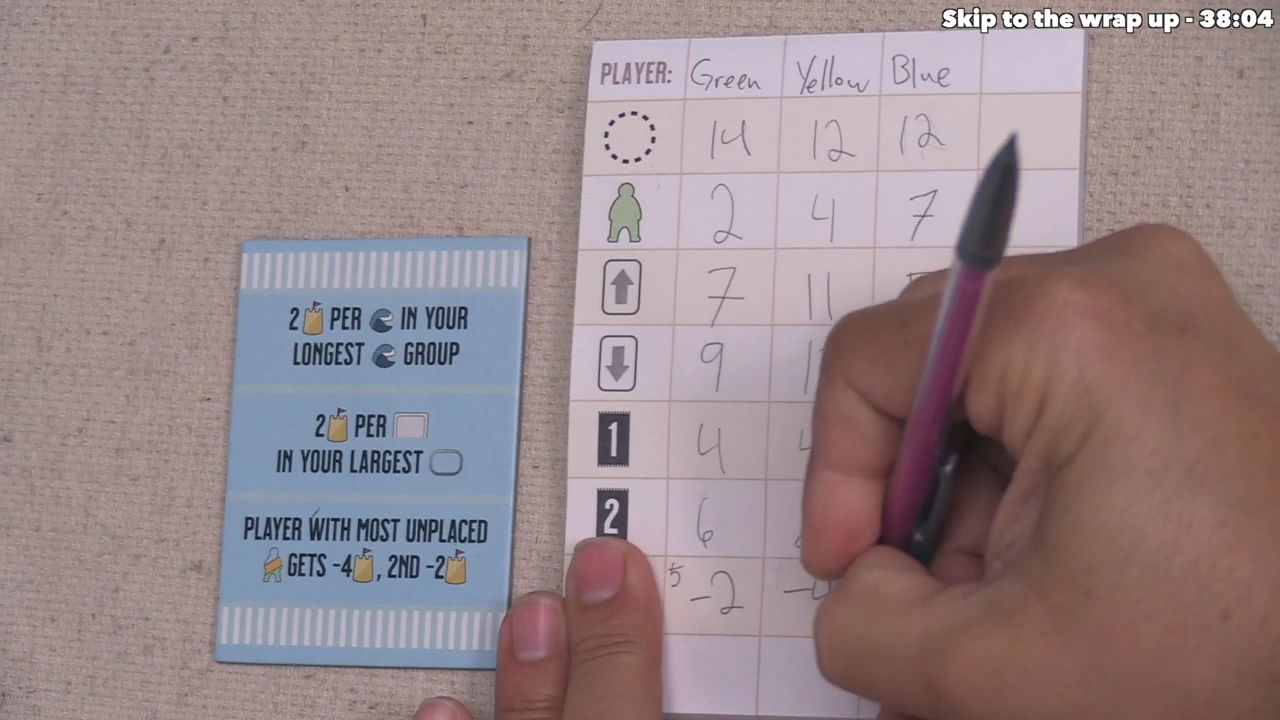 Skip to the wrap up - 38:04
PLAYER: Green Yellow Blue
14 12 12
2 4 7
7 11
9
1 4
2 6
5 -2
2 PER IN YOUR
LONGEST GROUP
2 PER
IN YOUR LARGEST
PLAYER WITH MOST UNPLACED
GETS -4, 2ND -2